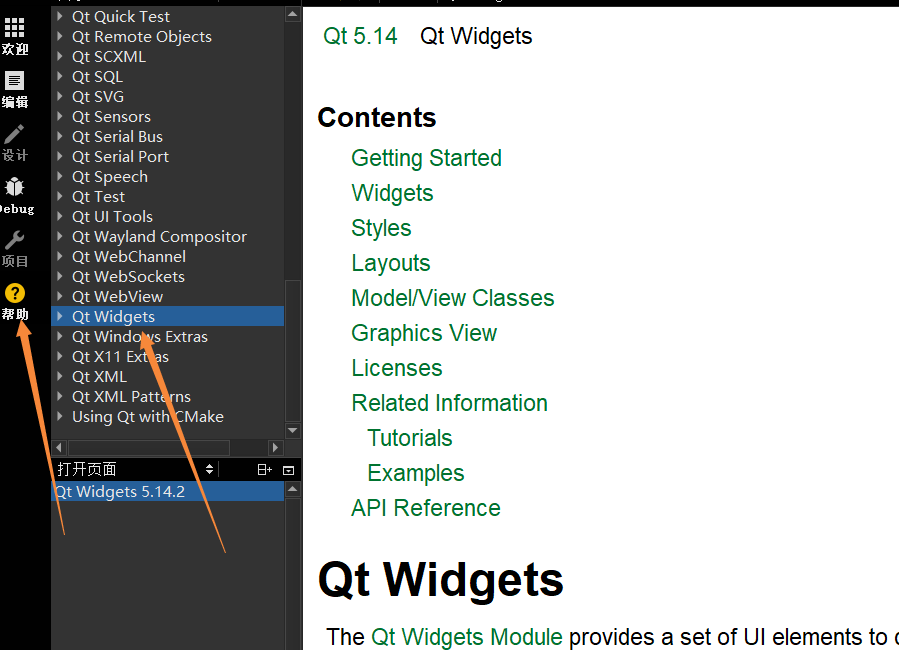 欢迎
编辑
设计
Debug
项目
帮助
Qt Quick Test
Qt Remote Objects
Qt SCXML
Qt SQL
Qt SVG
Qt Sensors
Qt Serial Bus
Qt Serial Port
Qt Speech
Qt Test
Qt UI Tools
Qt Wayland Compositor
Qt WebChannel
Qt WebSockets
Qt WebView
Qt Widgets
Qt Windows Extras
Qt X11 Extras
Qt XML
Qt XML Patterns
Using Qt with CMake
打开页面
Qt Widgets 5.14.2
Qt 5.14 Qt Widgets
Contents
Getting Started
Widgets
Styles
Layouts
Model/View Classes
Graphics View
Licenses
Related Information
Tutorials
Examples
API Reference
Qt Widgets
The Qt Widgets Module provides a set of UI elements to